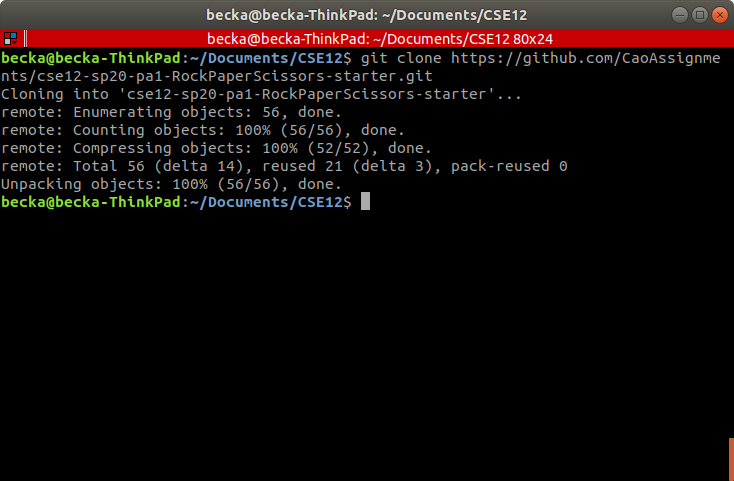 becka@becka-ThinkPad: ~/Documents/CSE12
becka@becka-ThinkPad: ~/Documents/CSE12 80x24
becka@becka-ThinkPad:~/Documents/CSE12$ git clone https://github.com/CaoAssignme
nts/cse12-sp20-pa1-RockPaperScissors-starter.git
Cloning into 'cse12-sp20-pa1-RockPaperScissors-starter'...
remote: Enumerating objects: 56, done.
remote: Counting objects: 100% (56/56), done.
remote: Compressing objects: 100% (52/52), done.
remote: Total 56 (delta 14), reused 21 (delta 3), pack-reused 0
Unpacking objects: 100% (56/56), done.
becka@becka-ThinkPad:~/Documents/CSE12$